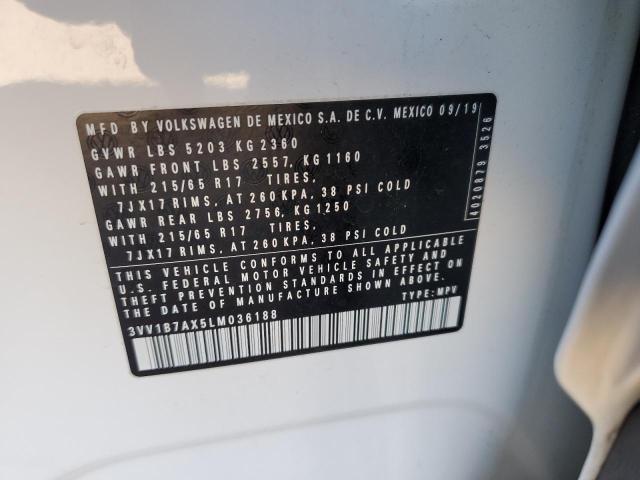 MFD BY VOLKSWAGEN DE MEXICO S.A. DE C.V. MEXICO 09/19
GVWR LBS 5203 KG 2360
GAWR FRONT LBS 2557, KG 1160
WITH 215/65 R17 TIRES,
7JX17 RIMS, AT 260 KPA, 38 PSI COLD
GAWR REAR LBS 2756, KG 1250
WITH 215/65 R17 TIRES,
7JX17 RIMS, AT 260 KPA, 38 PSI COLD
THIS VEHICLE CONFORMS TO ALL APPLICABLE
U.S. FEDERAL MOTOR VEHICLE SAFETY AND
THEFT PREVENTION STANDARDS IN EFFECT ON
THE DATE OF MANUFACTURE SHOWN ABOVE.
3VV1B7AX5LM036188 TYPE: MPV
4020879 3526